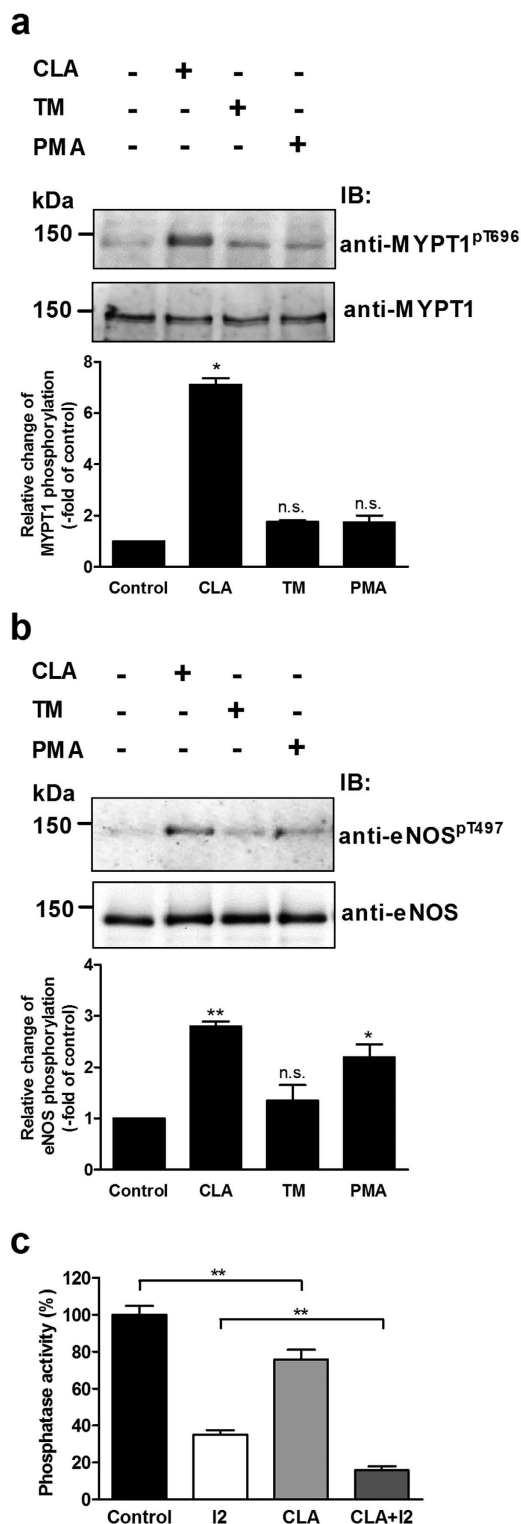 a
CLA - + - -
TM - - + -
PMA - - - +
kDa IB:
150 anti-MYPT1pT696
150 anti-MYPT1
Relative change of
MYPT1 phosphorylation
(-fold of control)
8
6
4
2
0
*
n.s. n.s.
Control CLA TM PMA
b
CLA - + - -
TM - - + -
PMA - - - +
kDa IB:
150 anti-eNOSpT497
150 anti-eNOS
Relative change of
eNOS phosphorylation
(-fold of control)
4
3
2
1
0
**
n.s.
*
Control CLA TM PMA
c
Phosphatase activity (%)
120
100
80
60
40
20
0
**
**
Control I2 CLA CLA+I2